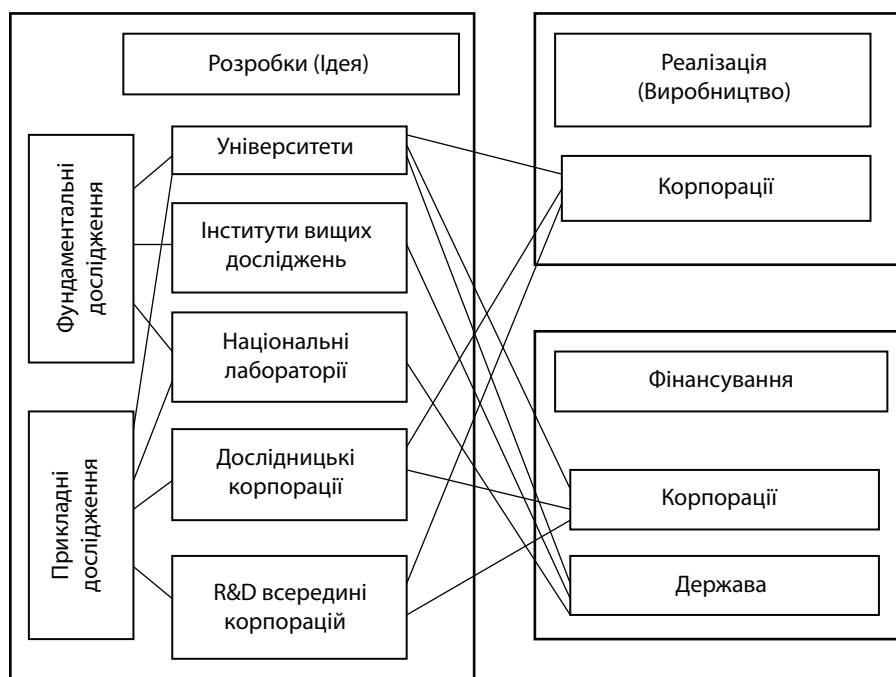 Розробки (Ідея)
Фундаментальні
дослідження
Прикладні
дослідження
Університети
Інститути вищих
досліджень
Національні
лабораторії
Дослідницькі
корпорації
R&D всередині
корпорацій
Реалізація
(Виробництво)
Корпорації
Фінансування
Корпорації
Держава